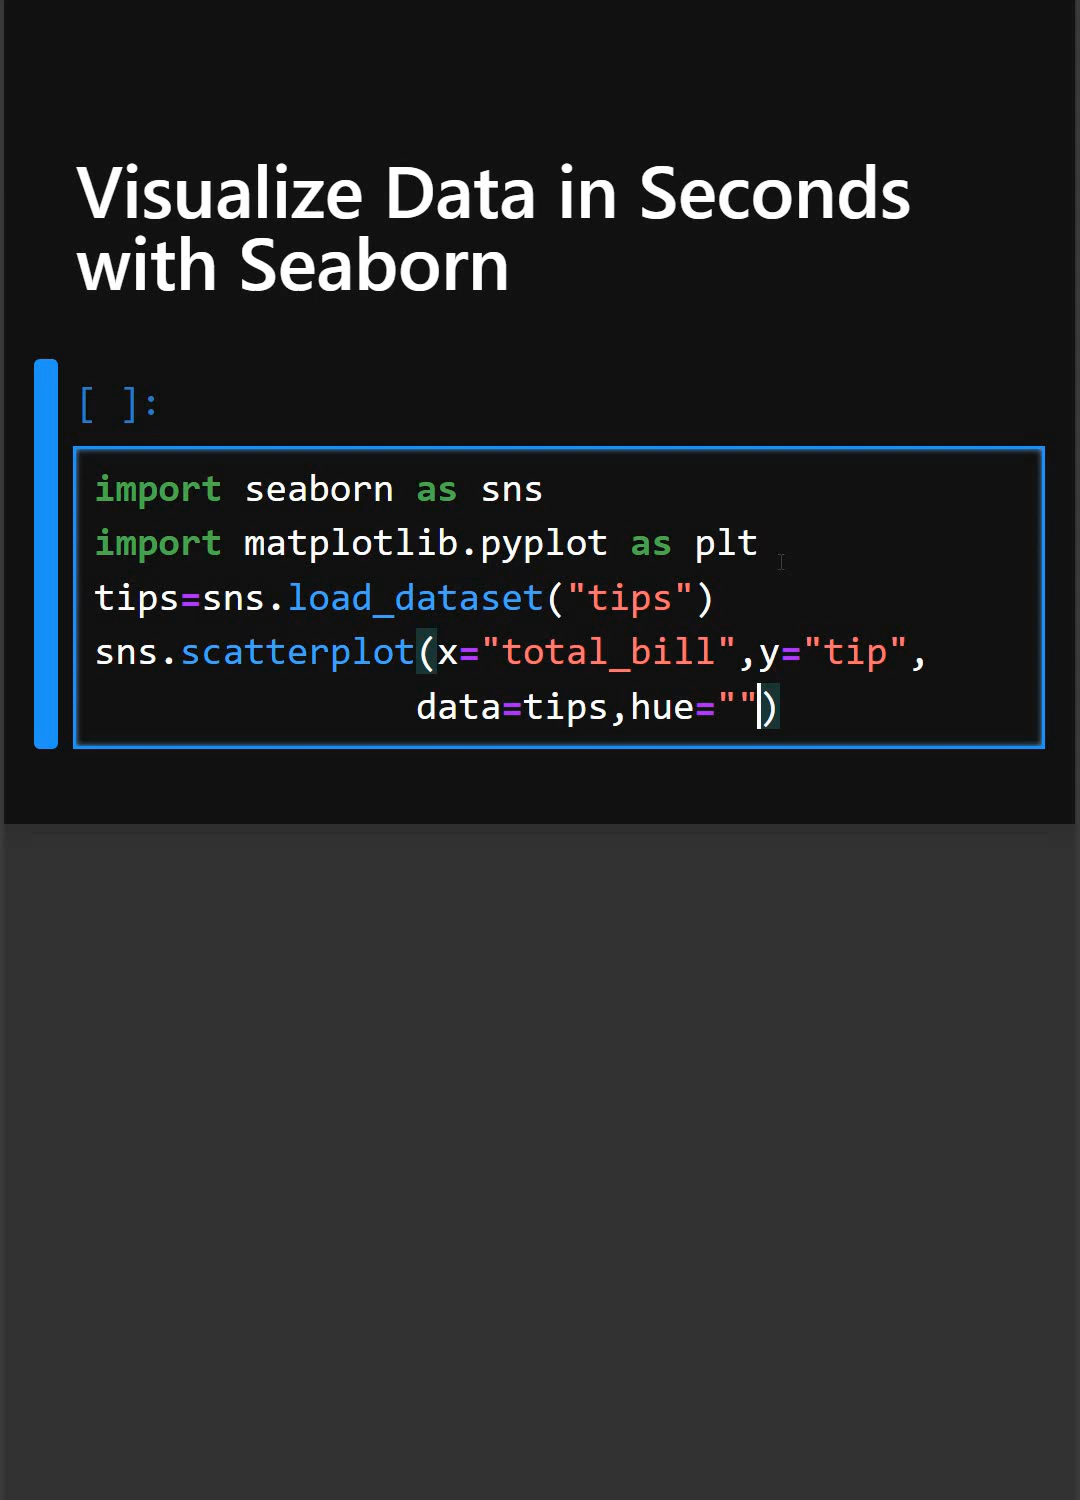 Visualize Data in Seconds
with Seaborn
[ ]:
import seaborn as sns
import matplotlib.pyplot as plt
tips=sns.load_dataset("tips")
sns.scatterplot(x="total_bill",y="tip",
data=tips,hue="")